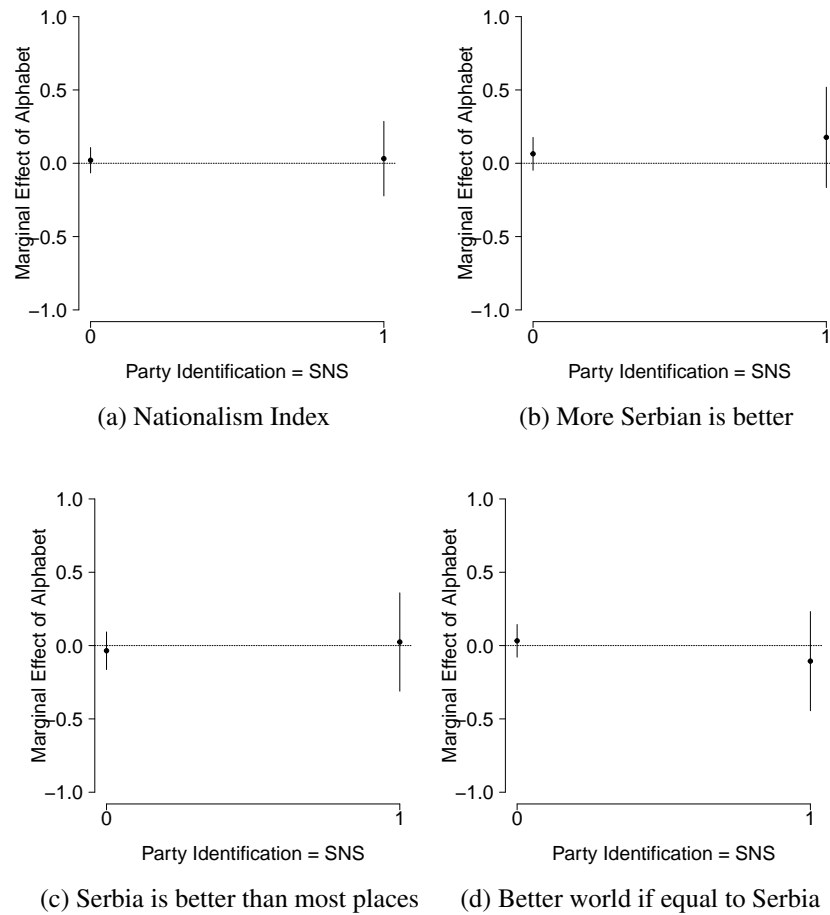 1.0
0.5
0.0
−0.5
−1.0
Marginal Effect of Alphabet
0 1
Party Identification = SNS
(a) Nationalism Index
1.0
0.5
0.0
−0.5
−1.0
Marginal Effect of Alphabet
0 1
Party Identification = SNS
(b) More Serbian is better
1.0
0.5
0.0
−0.5
−1.0
Marginal Effect of Alphabet
0 1
Party Identification = SNS
(c) Serbia is better than most places
1.0
0.5
0.0
−0.5
−1.0
Marginal Effect of Alphabet
0 1
Party Identification = SNS
(d) Better world if equal to Serbia